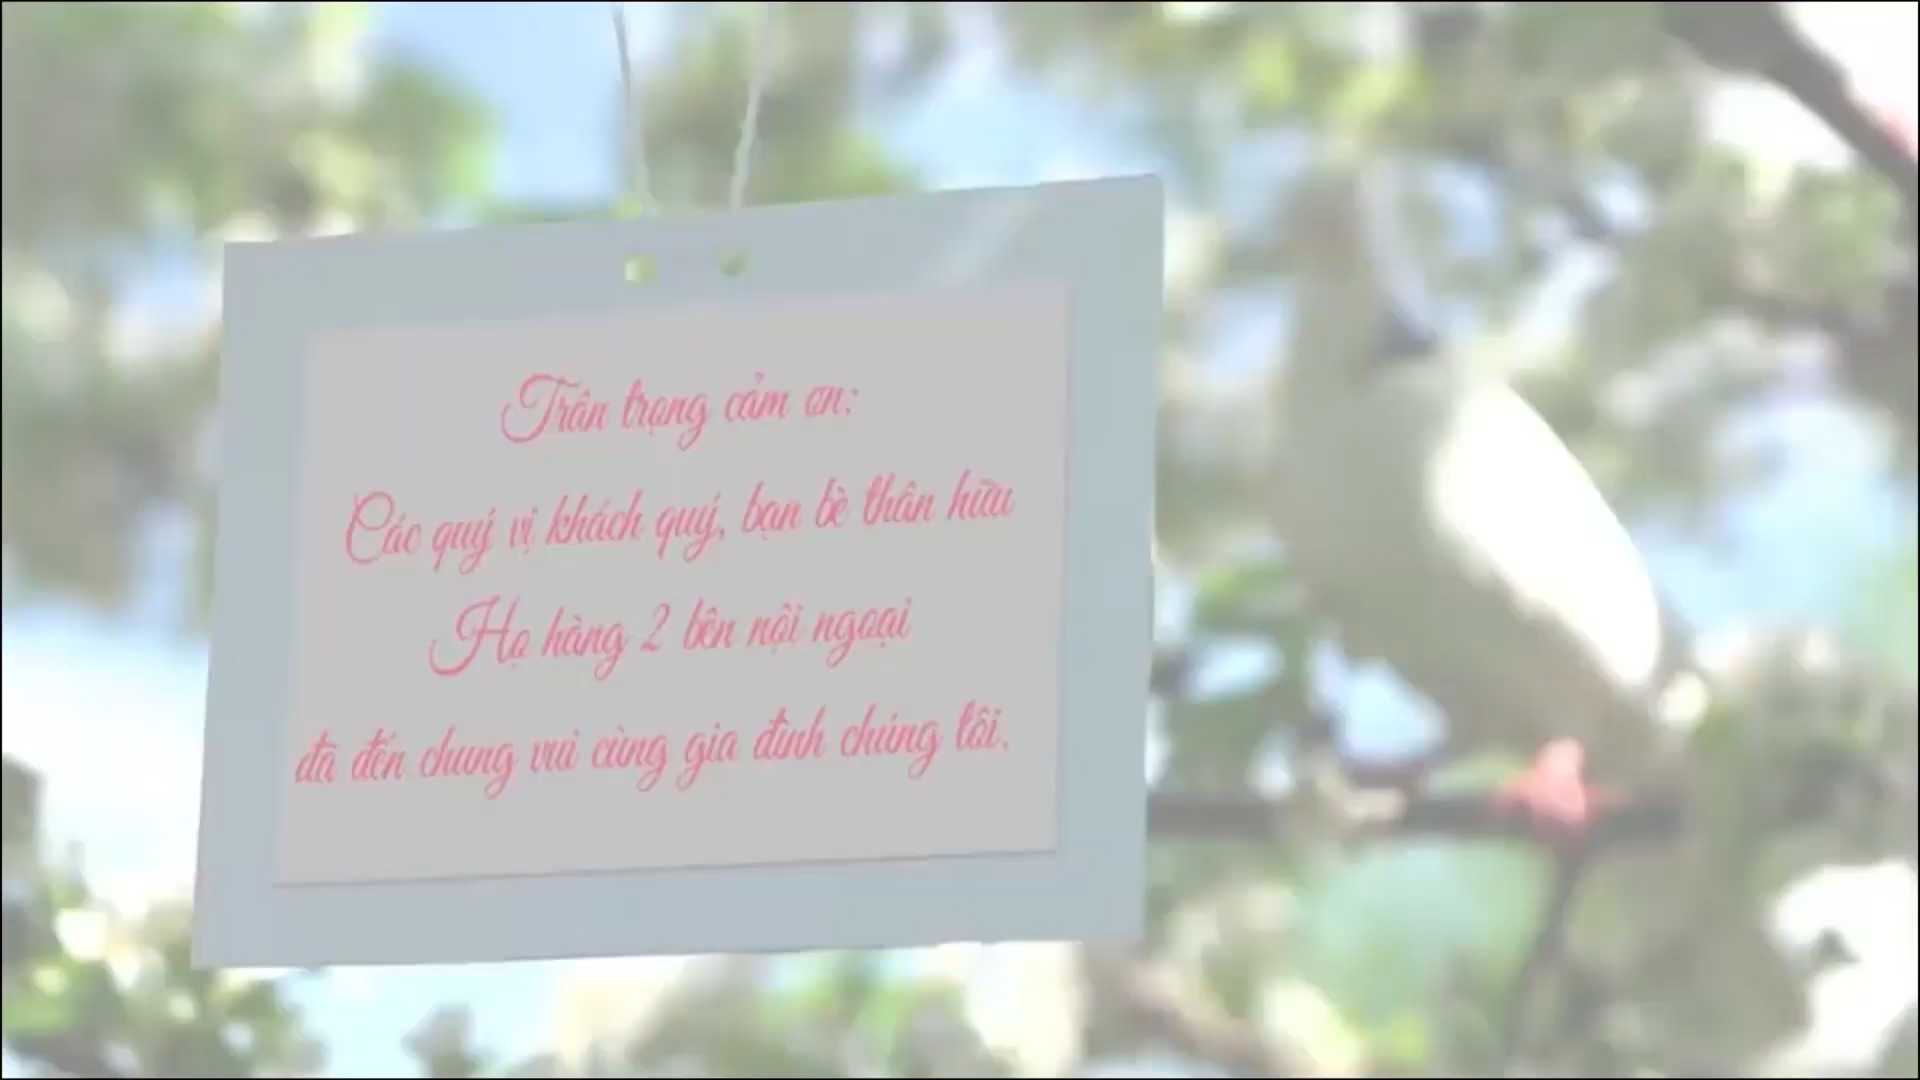 Trân trọng cảm ơn:
Các quý vị khách quý, bạn bè thân hữu
Họ hàng 2 bên nội ngoại
đã đến chung vui cùng gia đình chúng tôi.